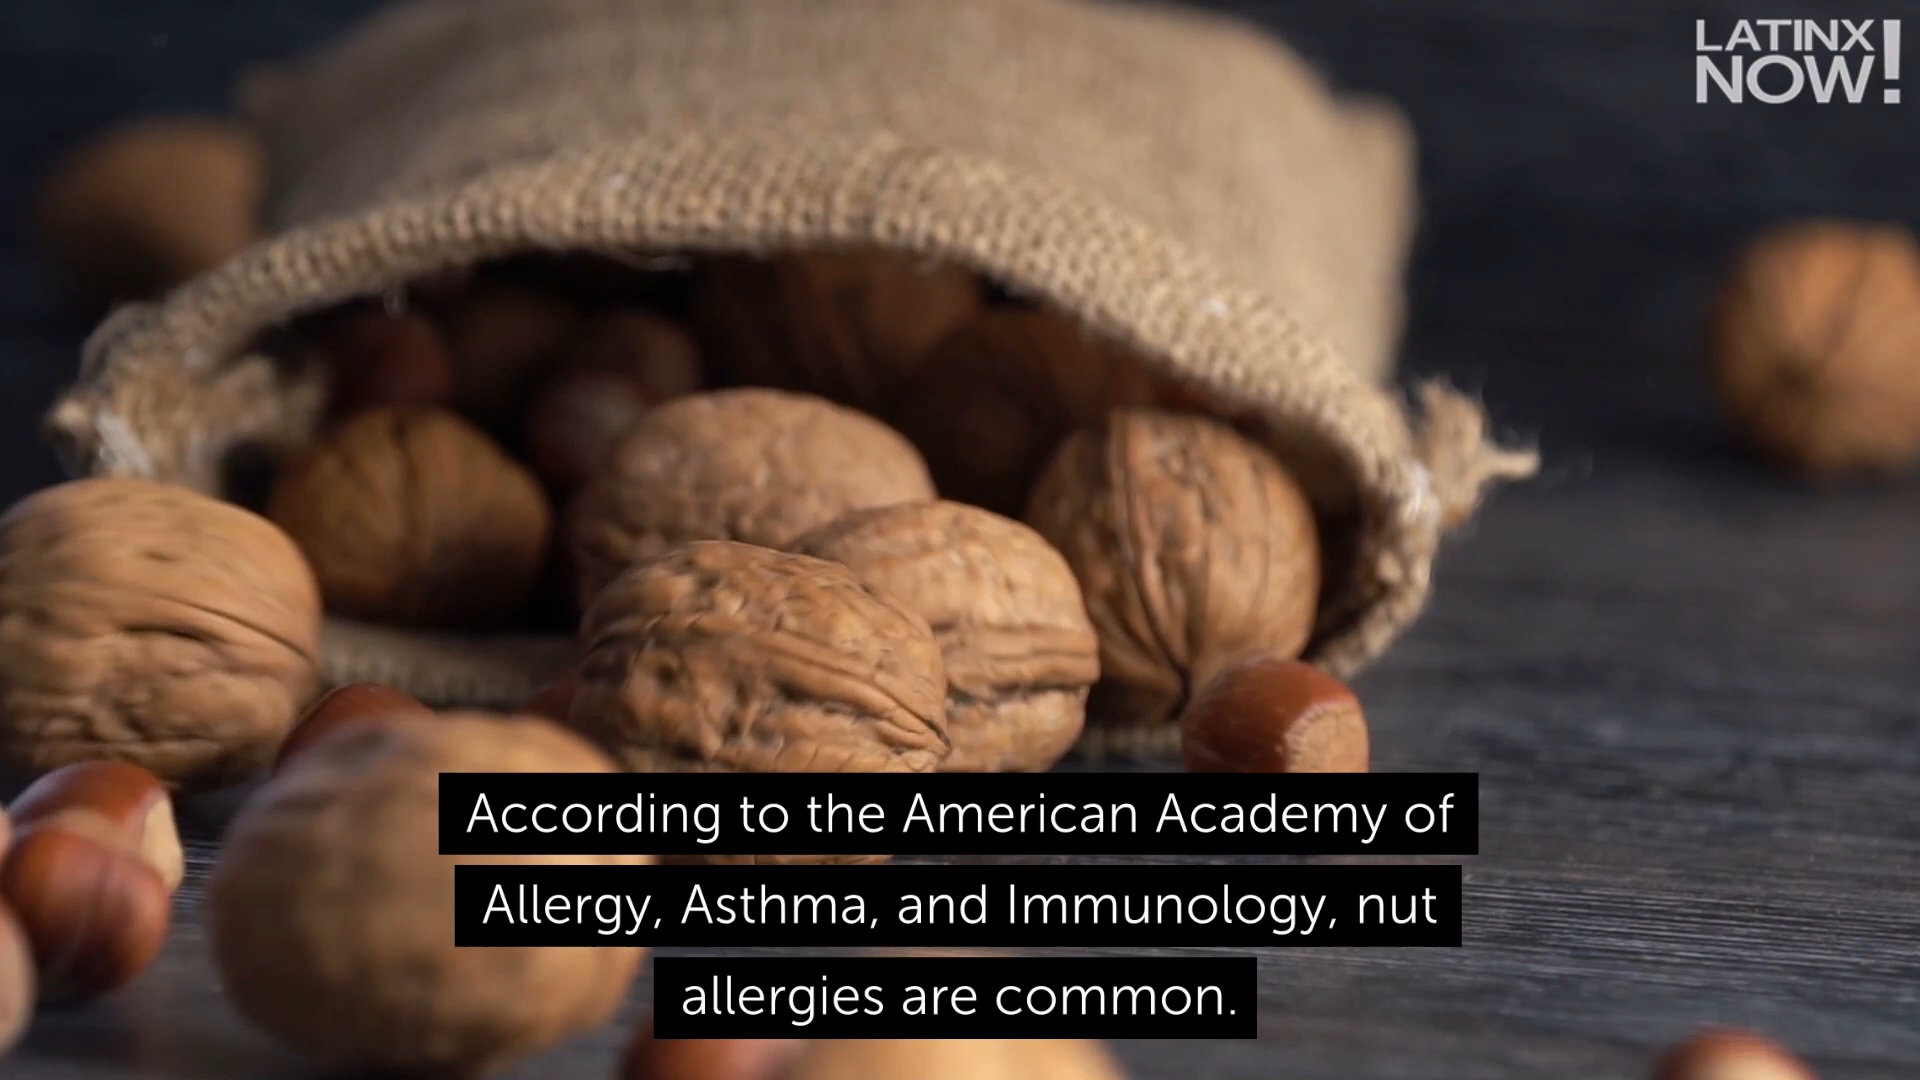 LATINX
NOW!
According to the American Academy of
Allergy, Asthma, and Immunology, nut
allergies are common.